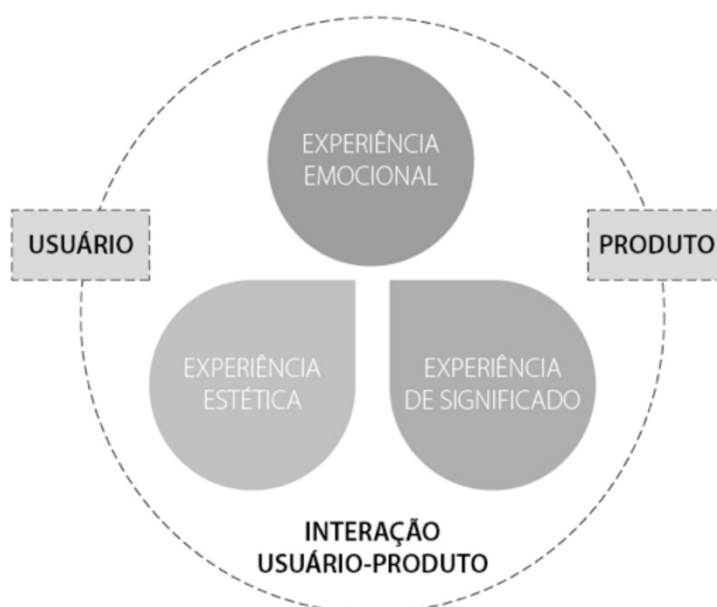 EXPERIÊNCIA
EMOCIONAL
USUÁRIO
PRODUTO
EXPERIÊNCIA
ESTÉTICA
EXPERIÊNCIA
DE SIGNIFICADO
INTERAÇÃO
USUÁRIO-PRODUTO